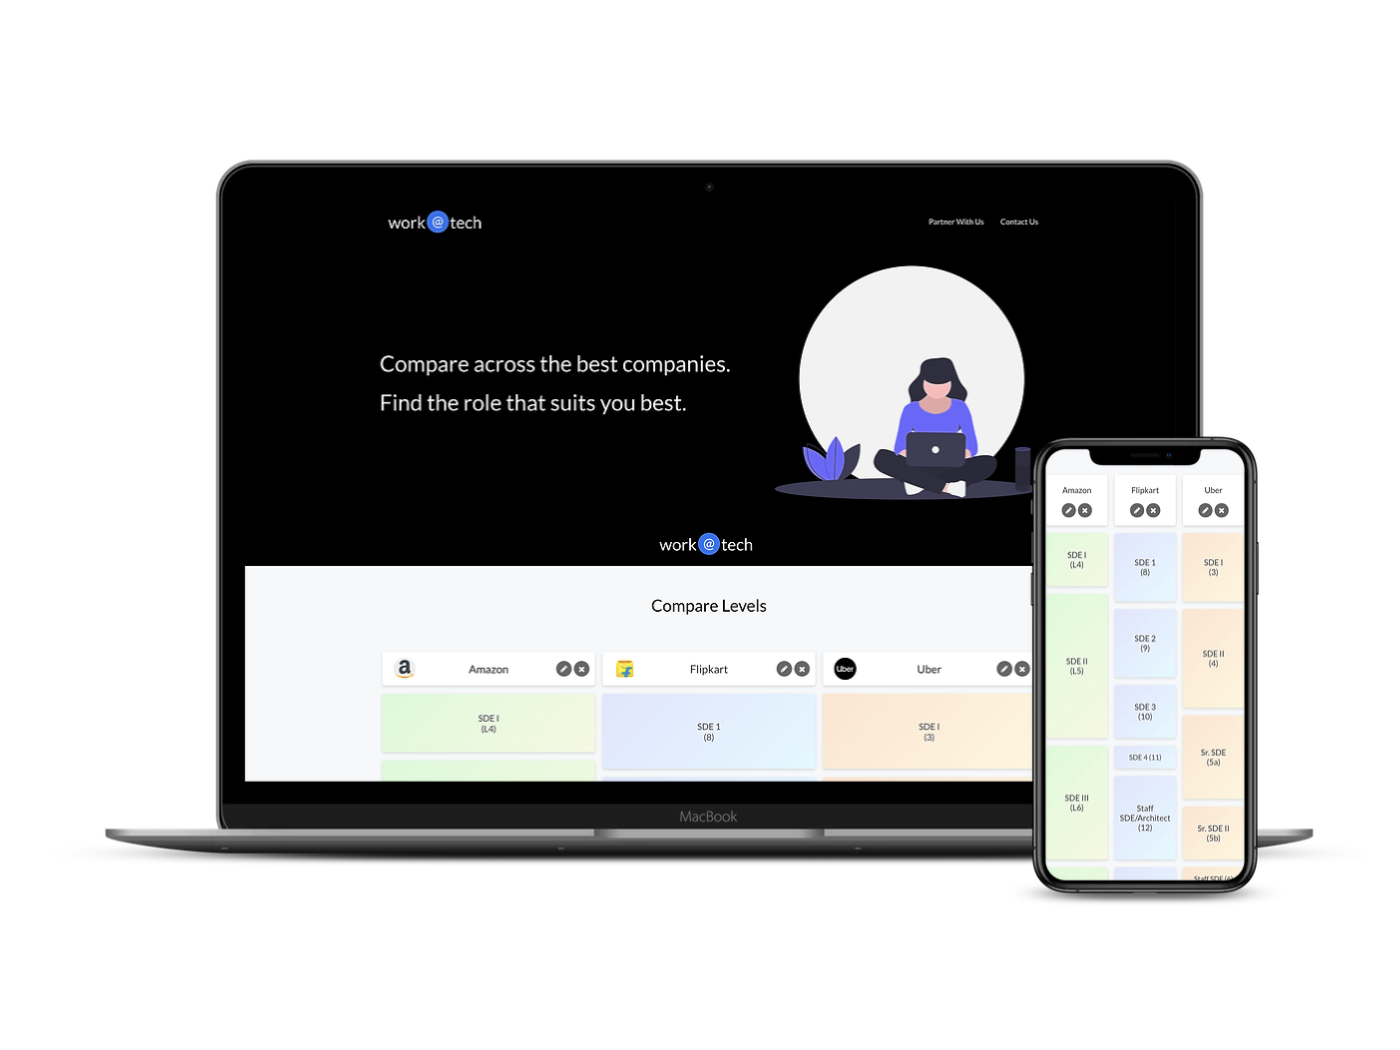 work@tech
Partner With Us
Contact Us
Compare across the best companies.
Find the role that suits you best.
work@tech
Compare Levels
a
Amazon
Flipkart
Uber
Uber
SDE I
(L4)
SDE 1
(8)
SDE I
(3)
MacBook
Amazon
Flipkart
Uber
SDE I
(L4)
SDE II
(L5)
SDE III
(L6)
SDE 1
(8)
SDE 2
(9)
SDE 3
(10)
SDE 4 (11)
Staff
SDE/Architect
(12)
SDE I
(3)
SDE II
(4)
Sr. SDE
(5a)
Sr. SDE II
(5b)
Staff SDE (6)